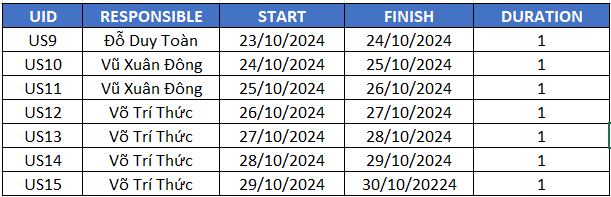 UID RESPONSIBLE START FINISH DURATION
US9 Đỗ Duy Toàn 23/10/2024 24/10/2024 1
US10 Vũ Xuân Đông 24/10/2024 25/10/2024 1
US11 Vũ Xuân Đông 25/10/2024 26/10/2024 1
US12 Võ Trí Thức 26/10/2024 27/10/2024 1
US13 Võ Trí Thức 27/10/2024 28/10/2024 1
US14 Võ Trí Thức 28/10/2024 29/10/2024 1
US15 Võ Trí Thức 29/10/2024 30/10/20224 1